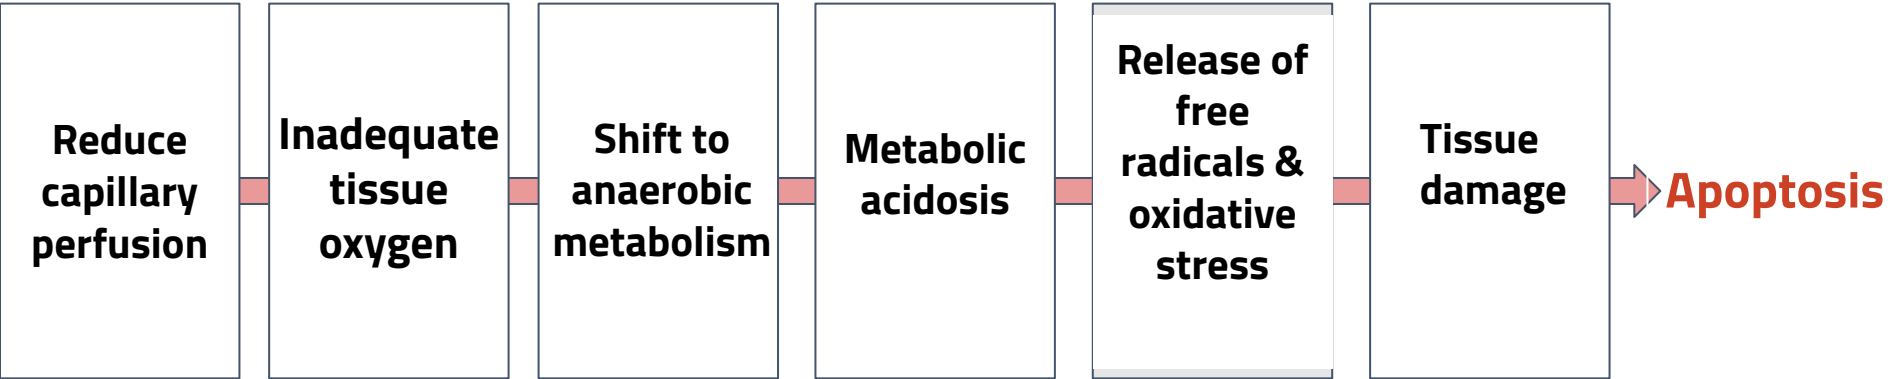 Reduce
capillary
perfusion
Inadequate
tissue
oxygen
Shift to
anaerobic
metabolism
Metabolic
acidosis
Release of
free
radicals &
oxidative
stress
Tissue
damage
Apoptosis